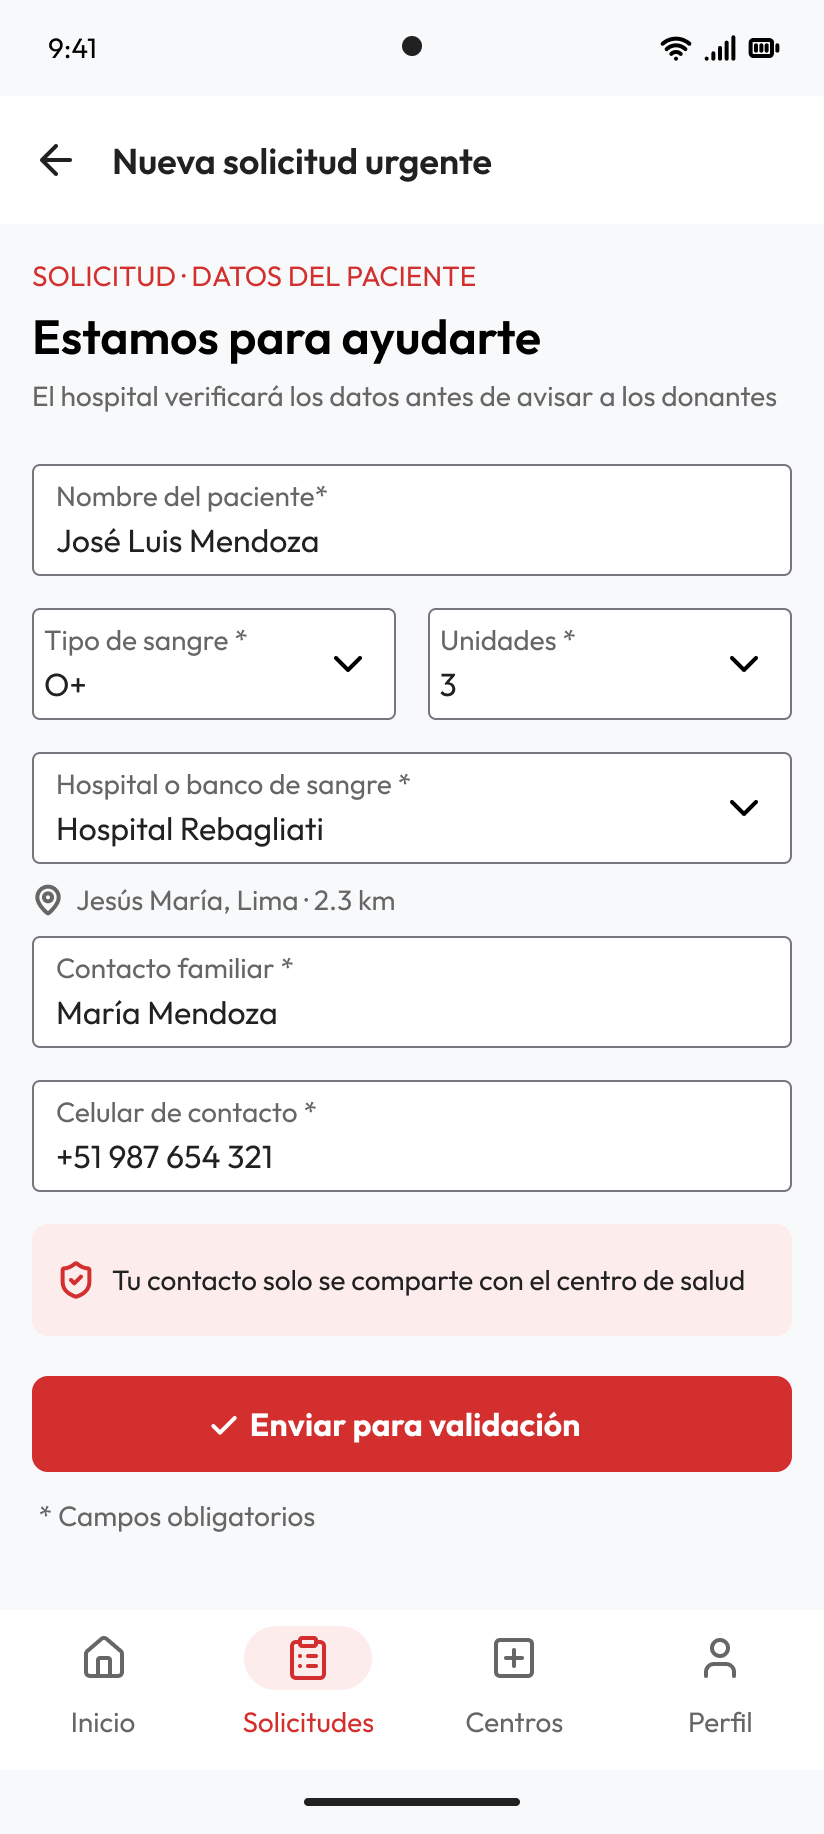 9:41
Nueva solicitud urgente
SOLICITUD · DATOS DEL PACIENTE
Estamos para ayudarte
El hospital verificará los datos antes de avisar a los donantes
Nombre del paciente*
José Luis Mendoza
Tipo de sangre *
O+
Unidades *
3
Hospital o banco de sangre *
Hospital Rebagliati
Jesús María, Lima · 2.3 km
Contacto familiar *
María Mendoza
Celular de contacto *
+51 987 654 321
Tu contacto solo se comparte con el centro de salud
Enviar para validación
* Campos obligatorios
Inicio
Solicitudes
Centros
Perfil